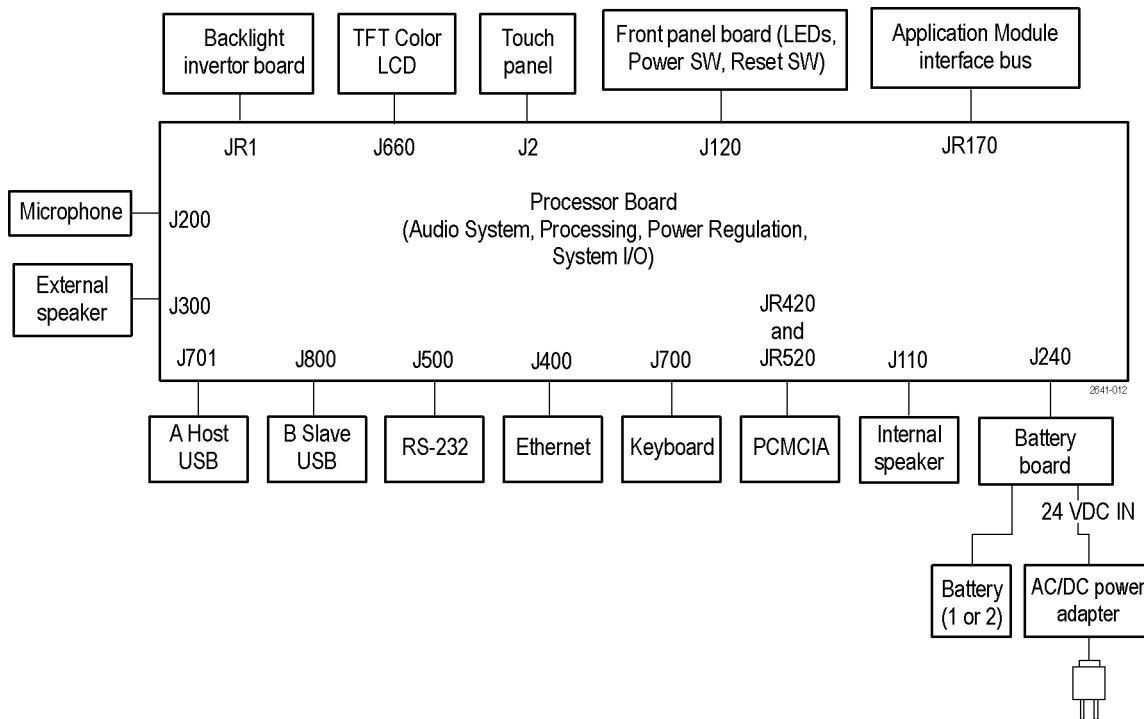 Backlight
invertor board
TFT Color
LCD
Touch
panel
Front panel board (LEDs,
Power SW, Reset SW)
Application Module
interface bus
JR1
J660
J2
J120
JR170
Microphone
J200
Processor Board
(Audio System, Processing, Power Regulation,
System I/O)
External
speaker
J300
JR420
and
JR520
J701
J800
J500
J400
J700
J110
J240
2641-012
A Host
USB
B Slave
USB
RS-232
Ethernet
Keyboard
PCMCIA
Internal
speaker
Battery
board
24 VDC IN
Battery
(1 or 2)
AC/DC power
adapter